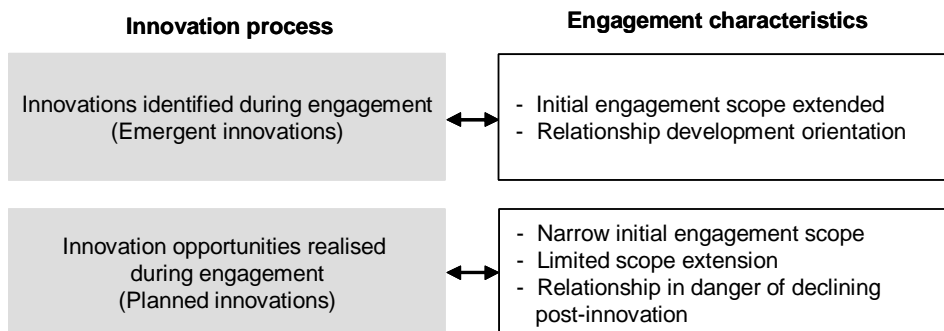 Innovation process
Engagement characteristics
Innovations identified during engagement
(Emergent innovations)
- Initial engagement scope extended
- Relationship development orientation
Innovation opportunities realised
during engagement
(Planned innovations)
- Narrow initial engagement scope
- Limited scope extension
- Relationship in danger of declining
post-innovation